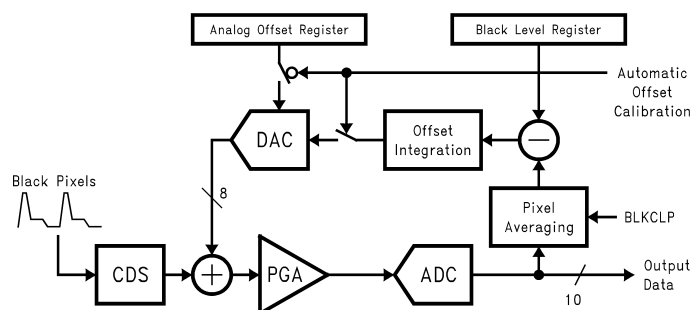 Analog Offset Register
Black Level Register
Automatic
Offset
Calibration
DAC
Offset
Integration
8
Black Pixels
Pixel
Averaging
BLKCLP
CDS
PGA
ADC
Output
Data
10